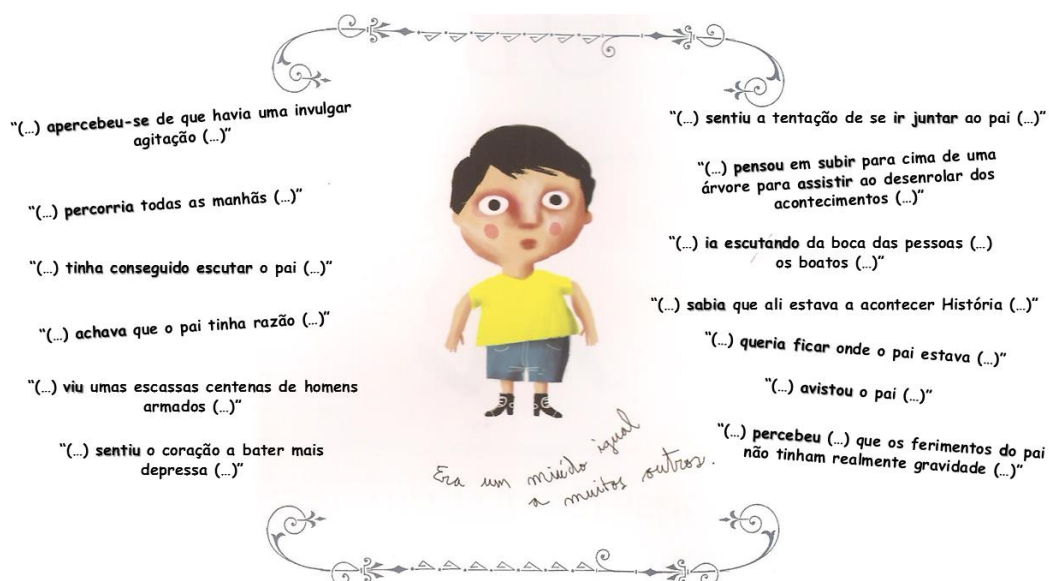 “(…) apercebeu-se de que havia uma invulgar
agitação (…)”
“(…) percorria todas as manhãs (…)”
“(…) tinha conseguido escutar o pai (…)”
“(…) achava que o pai tinha razão (…)”
“(…) viu umas escassas centenas de homens
armados (…)”
“(…) sentiu o coração a bater mais
depressa (…)”
Era um miúdo igual
a muitos outros.
“(…) sentiu a tentação de se ir juntar ao pai (…)”
“(…) pensou em subir para cima de uma
árvore para assistir ao desenrolar dos
acontecimentos (…)”
“(…) ia escutando da boca das pessoas (…)
os boatos (…)”
“(…) sabia que ali estava a acontecer História (…)”
“(…) queria ficar onde o pai estava (…)”
“(…) avistou o pai (…)”
“(…) percebeu (…) que os ferimentos do pai
não tinham realmente gravidade (…)”